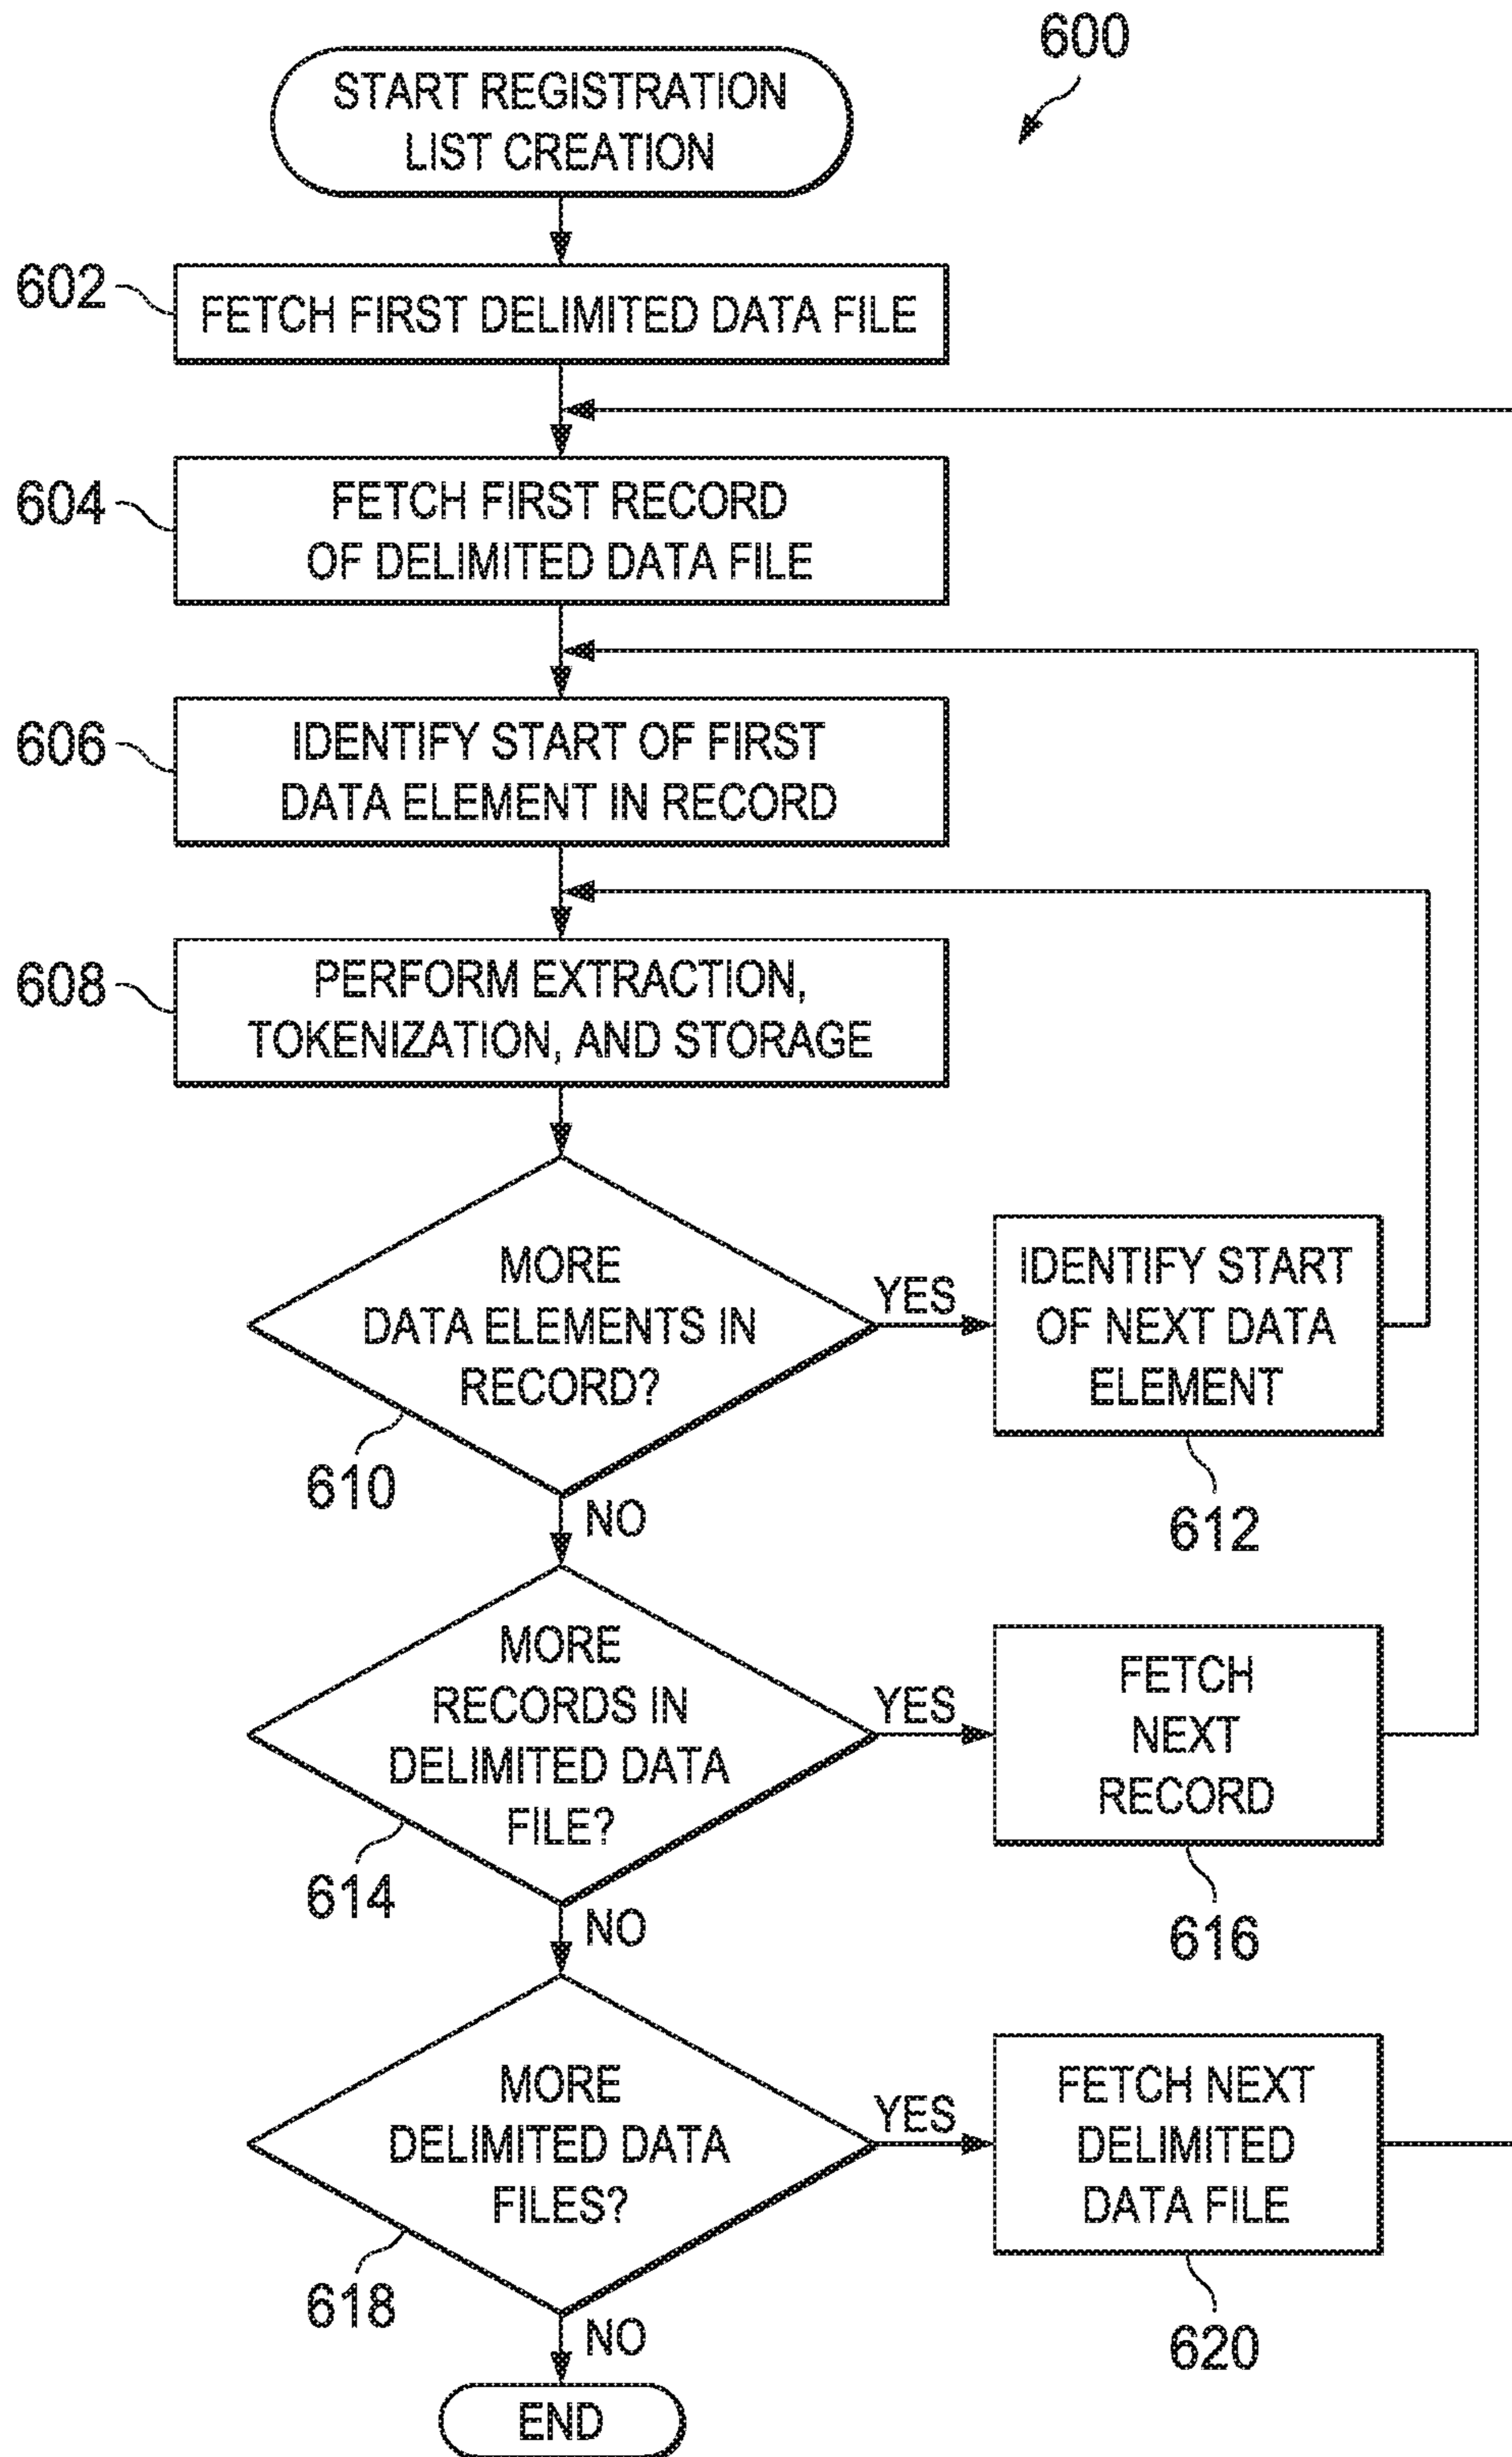 600
START REGISTRATION
LIST CREATION
602
FETCH FIRST DELIMITED DATA FILE
604
FETCH FIRST RECORD
OF DELIMITED DATA FILE
606
IDENTIFY START OF FIRST
DATA ELEMENT IN RECORD
608
PERFORM EXTRACTION,
TOKENIZATION, AND STORAGE
MORE
DATA ELEMENTS IN
RECORD?
610
YES
IDENTIFY START
OF NEXT DATA
ELEMENT
612
NO
MORE
RECORDS IN
DELIMITED DATA
FILE?
614
YES
FETCH
NEXT
RECORD
616
NO
MORE
DELIMITED DATA
FILES?
618
YES
FETCH NEXT
DELIMITED
DATA FILE
620
NO
END